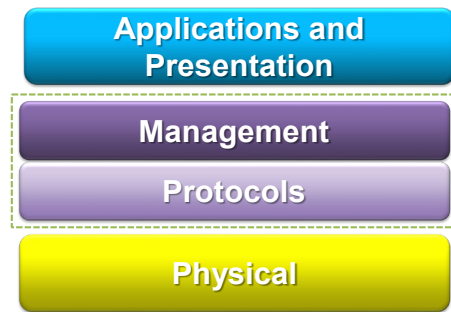 Applications and
Presentation
Management
Protocols
Physical